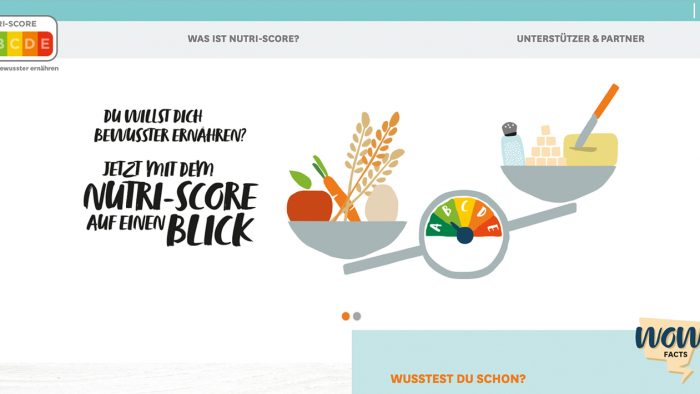 RI-SCORE
B C D E
ewusster ernähren
WAS IST NUTRI-SCORE?
UNTERSTÜTZER & PARTNER
DU WILLST DICH
BEWUSSTER ERNÄHREN?
JETZT MIT DEM
NUTRI-SCORE
AUF EINEN BLICK
A B C D E
WOW
FACTS
WUSSTEST DU SCHON?